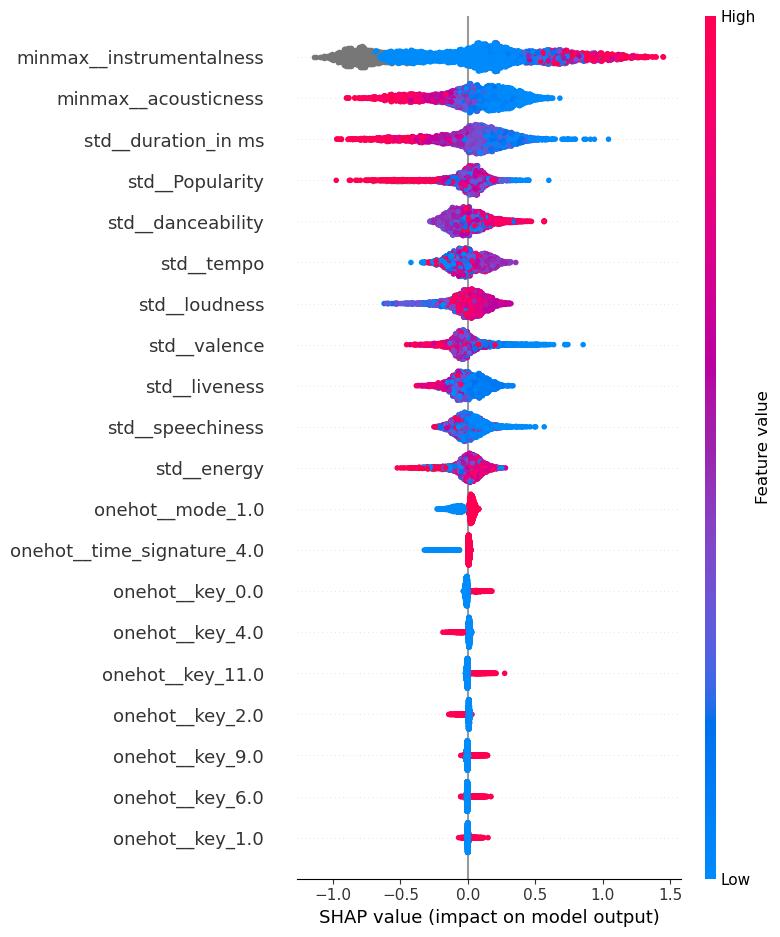 High
minmax__instrumentalness
minmax__acousticness
std__duration_in ms
std__Popularity
std__danceability
std__tempo
std__loudness
std__valence
std__liveness
std__speechiness
std__energy
onehot__mode_1.0
onehot__time_signature_4.0
onehot__key_0.0
onehot__key_4.0
onehot__key_11.0
onehot__key_2.0
onehot__key_9.0
onehot__key_6.0
onehot__key_1.0
Feature value
Low
−1.0 −0.5 0.0 0.5 1.0 1.5
SHAP value (impact on model output)